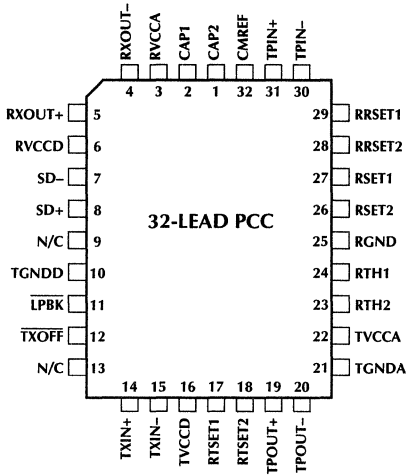 RXOUT–
RVCCA
CAP1
CAP2
CMREF
TPIN+
TPIN–
4 3 2 1 32 31 30
RXOUT+ 5
RVCCD 6
SD– 7
SD+ 8
N/C 9
TGNDD 10
LPBK 11
TXOFF 12
N/C 13
32-LEAD PCC
29 RRSET1
28 RRSET2
27 RSET1
26 RSET2
25 RGND
24 RTH1
23 RTH2
22 TVCCA
21 TGNDA
14 15 16 17 18 19 20
TXIN+
TXIN–
TVCCD
RTSET1
RTSET2
TPOUT+
TPOUT–